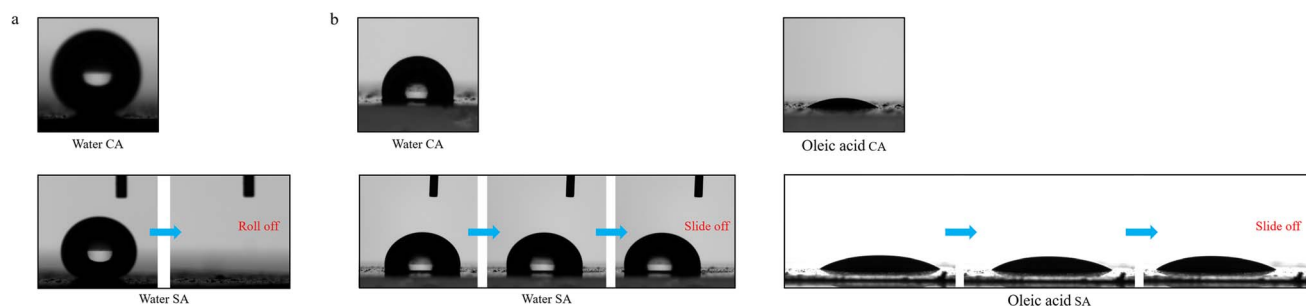 a
b
Water CA
Water CA
Oleic acid CA
Roll off
Slide off
Slide off
Water SA
Water SA
Oleic acid SA